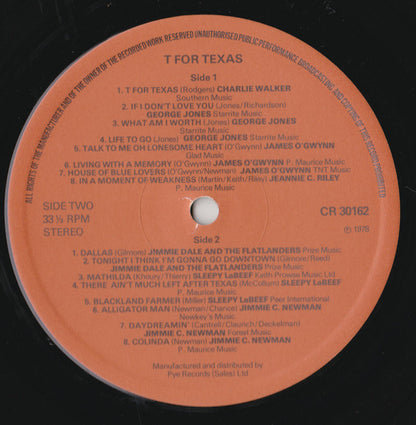 ALL RIGHTS OF THE MANUFACTURER AND OF THE OWNER OF THE RECORDED WORK RESERVED UNAUTHORISED PUBLIC PERFORMANCE BROADCASTING AND COPYING OF THIS RECORD PROHIBITED
T FOR TEXAS
Side 1
1. T FOR TEXAS (Rodgers) CHARLIE WALKER
Southern Music
2. IF I DON'T LOVE YOU (Jones/Richardson)
GEORGE JONES Starrite Music
3. WHAT AM I WORTH (Jones) GEORGE JONES
Starrite Music
4. LIFE TO GO (Jones) GEORGE JONES Starrite Music
5. TALK TO ME OH LONESOME HEART (O'Gwynn) JAMES O'GWYNN
Glad Music
6. LIVING WITH A MEMORY (O'Gwynn) JAMES O'GWYNN P. Maurice Music
7. HOUSE OF BLUE LOVERS (O'Gwynn/Newman) JAMES O'GWYNN TNT Music
8. IN A MOMENT OF WEAKNESS (Martin/Keith/Riky) JEANNIE C. RILEY
P. Maurice Music
SIDE TWO
33 ⅓ RPM
STEREO
CR 30162
℗ 1978
Side 2
1. DALLAS (Gilmore) JIMMIE DALE AND THE FLATLANDERS Prize Music
2. TONIGHT I THINK I'M GONNA GO DOWNTOWN (Gilmore/Reed)
JIMMIE DALE AND THE FLATLANDERS Prize Music
3. MATHILDA (Khoury/Thierry) SLEEPY LaBEEF Keith Prowse Music Ltd
4. THERE AIN'T MUCH LEFT AFTER TEXAS (McCollum) SLEEPY LaBEEF
P. Maurice Music
5. BLACKLAND FARMER (Miller) SLEEPY LaBEEF Peer International
6. ALLIGATOR MAN (Newman/Chance) JIMMIE C. NEWMAN
Newkey's Music
7. DAYDREAMIN' (Cantrell/Claunch/Deckelman)
JIMMIE C. NEWMAN Forest Music
8. COLINDA (Newman) JIMMIE C. NEWMAN
P. Maurice Music
Manufactured and distributed by
Pye Records (Sales) Ltd